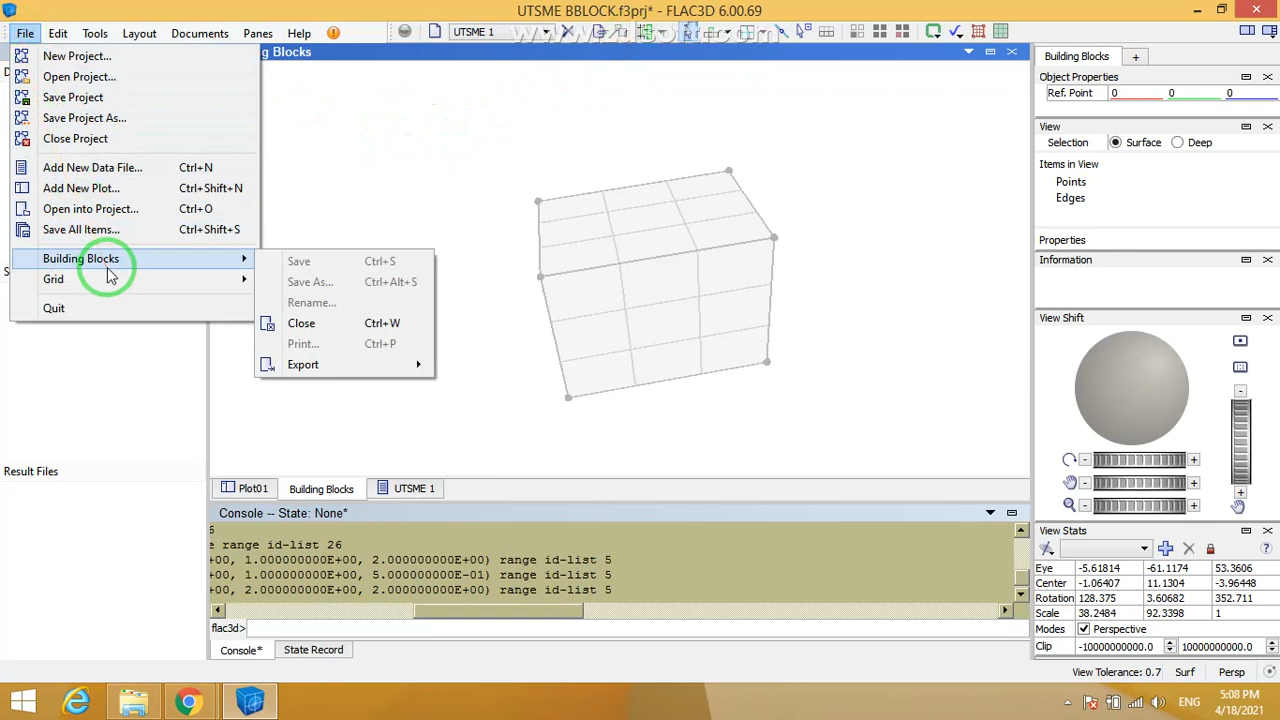 UTSME BBLOCK.f3prj* - FLAC3D 6.00.69
File Edit Tools Layout Documents Panes Help
UTSME 1
New Project...
Open Project...
Save Project
Save Project As...
Close Project
Add New Data File... Ctrl+N
Add New Plot... Ctrl+Shift+N
Open into Project... Ctrl+O
Save All Items... Ctrl+Shift+S
Building Blocks
Grid
Quit
Save Ctrl+S
Save As... Ctrl+Alt+S
Rename...
Close Ctrl+W
Print... Ctrl+P
Export
ng Blocks
Result Files
Plot01 Building Blocks UTSME 1
Console -- State: None*
6
e range id-list 26
+00, 1.000000000E+00, 2.000000000E+00) range id-list 5
+00, 1.000000000E+00, 5.000000000E-01) range id-list 5
+00, 2.000000000E+00, 2.000000000E+00) range id-list 5
flac3d>
Console* State Record
Building Blocks +
Object Properties
Ref. Point 0 0 0
View
Selection Surface Deep
Items in View
Points
Edges
Properties
Information
View Shift
View Stats
Eye -5.61814 -61.1174 53.3606
Center -1.06407 11.1304 -3.96448
Rotation 128.375 3.60682 352.711
Scale 38.2484 92.3398 1
Modes Perspective
Clip -10000000000.0 10000000000.0
View Tolerance: 0.7 Surf Persp
ENG
5:08 PM
4/18/2021